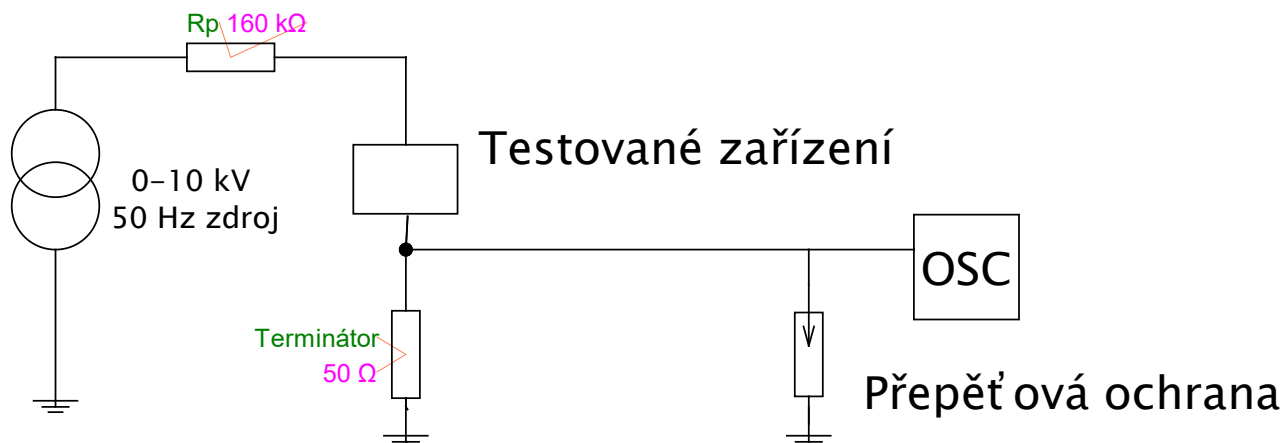 Rp 160 kΩ
Testované zařízení
0–10 kV
50 Hz zdroj
OSC
Terminátor
50 Ω
Přepěťová ochrana